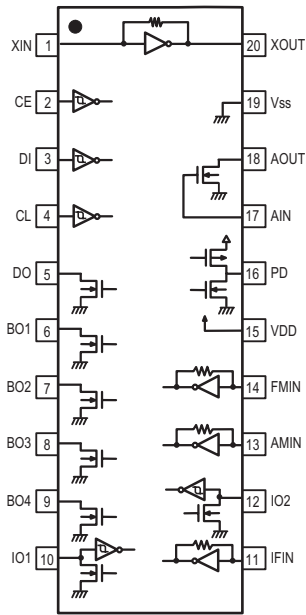 XIN 1 20 XOUT
CE 2 19 Vss
DI 3 18 AOUT
CL 4 17 AIN
DO 5 16 PD
BO1 6 15 VDD
BO2 7 14 FMIN
BO3 8 13 AMIN
BO4 9 12 IO2
IO1 10 11 IFIN